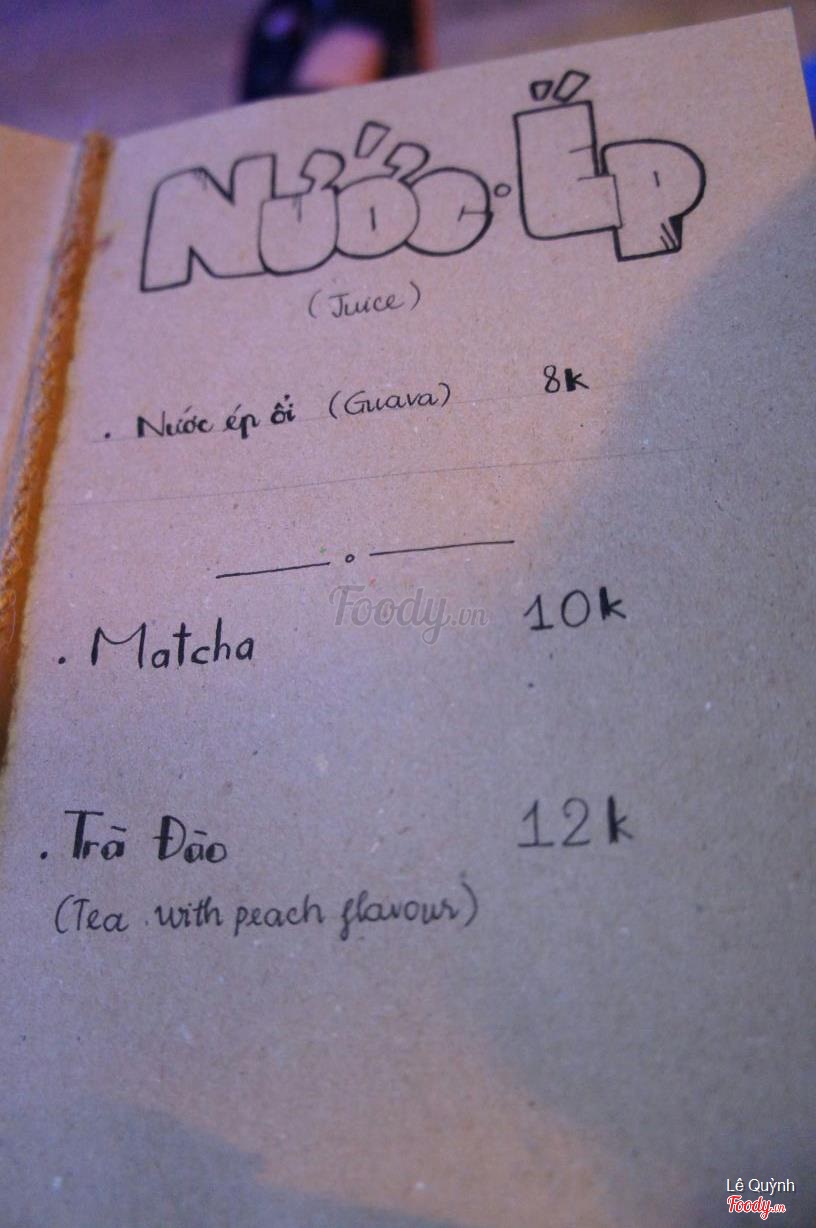 Nước Ép
(Juice)
. Nước ép ổi (Guava) 8k
Foody.vn
. Matcha 10k
. Trà Đào 12k
(Tea with peach flavour)
Lê Quỳnh
Foody.vn